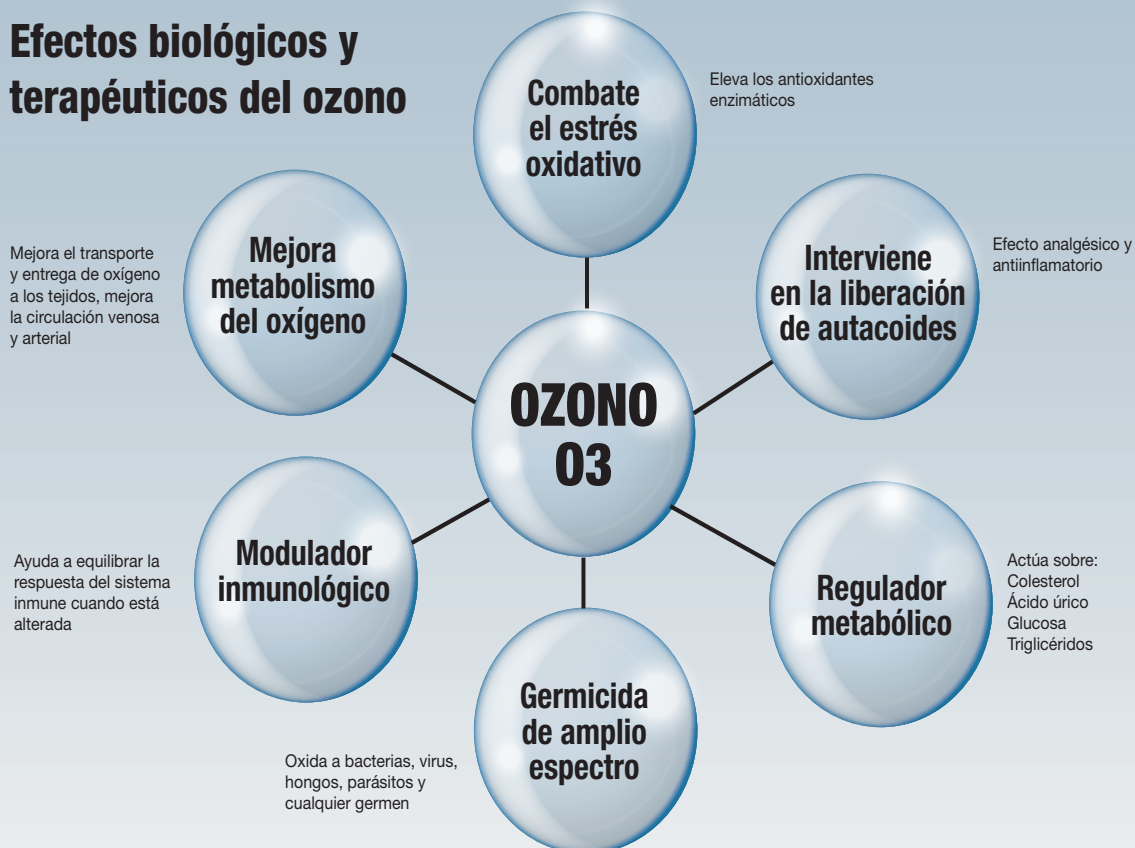 Efectos biológicos y
terapéuticos del ozono
Combate
el estrés
oxidativo
Eleva los antioxidantes
enzimáticos
Mejora
metabolismo
del oxígeno
Mejora el transporte
y entrega de oxígeno
a los tejidos, mejora
la circulación venosa
y arterial
Interviene
en la liberación
de autacoides
Efecto analgésico y
antiinflamatorio
OZONO
O3
Modulador
inmunológico
Ayuda a equilibrar la
respuesta del sistema
inmune cuando está
alterada
Regulador
metabólico
Actúa sobre:
Colesterol
Ácido úrico
Glucosa
Triglicéridos
Germicida
de amplio
espectro
Oxida a bacterias, virus,
hongos, parásitos y
cualquier germen